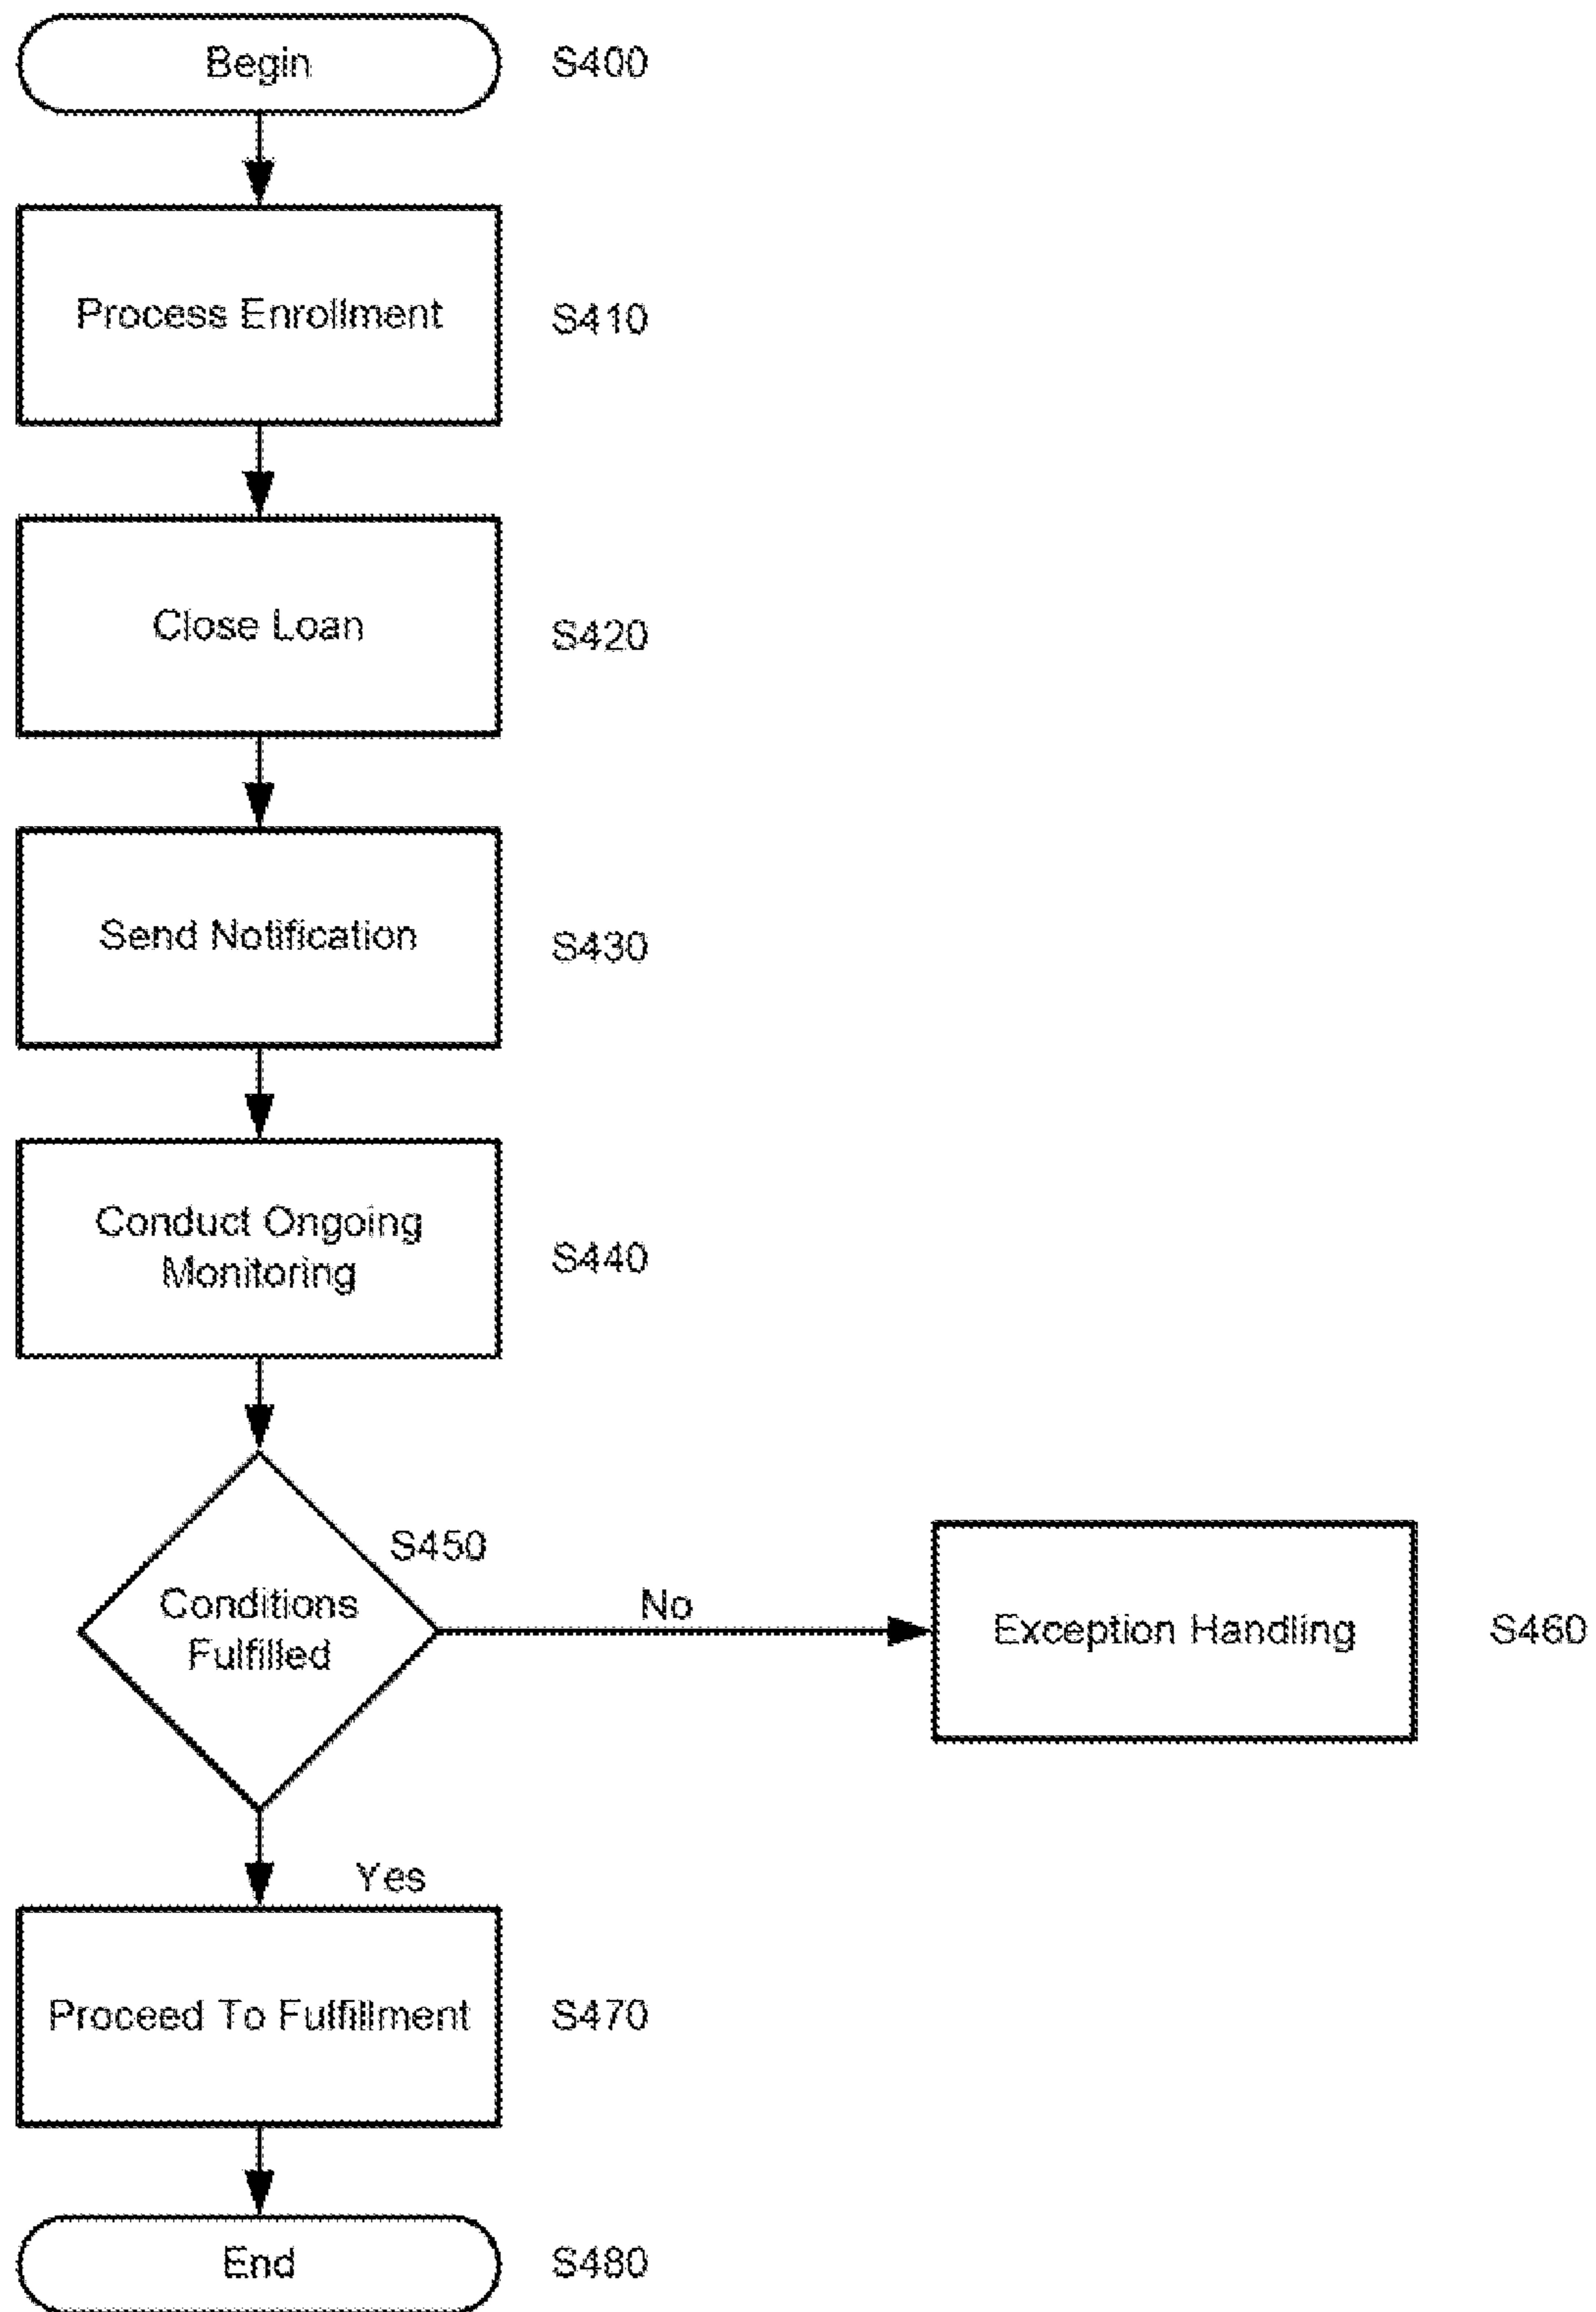 Begin
S400
Process Enrollment
S410
Close Loan
S420
Send Notification
S430
Conduct Ongoing
Monitoring
S440
S450
Conditions
Fulfilled
No
Exception Handling
S460
Yes
Proceed To Fulfillment
S470
End
S480